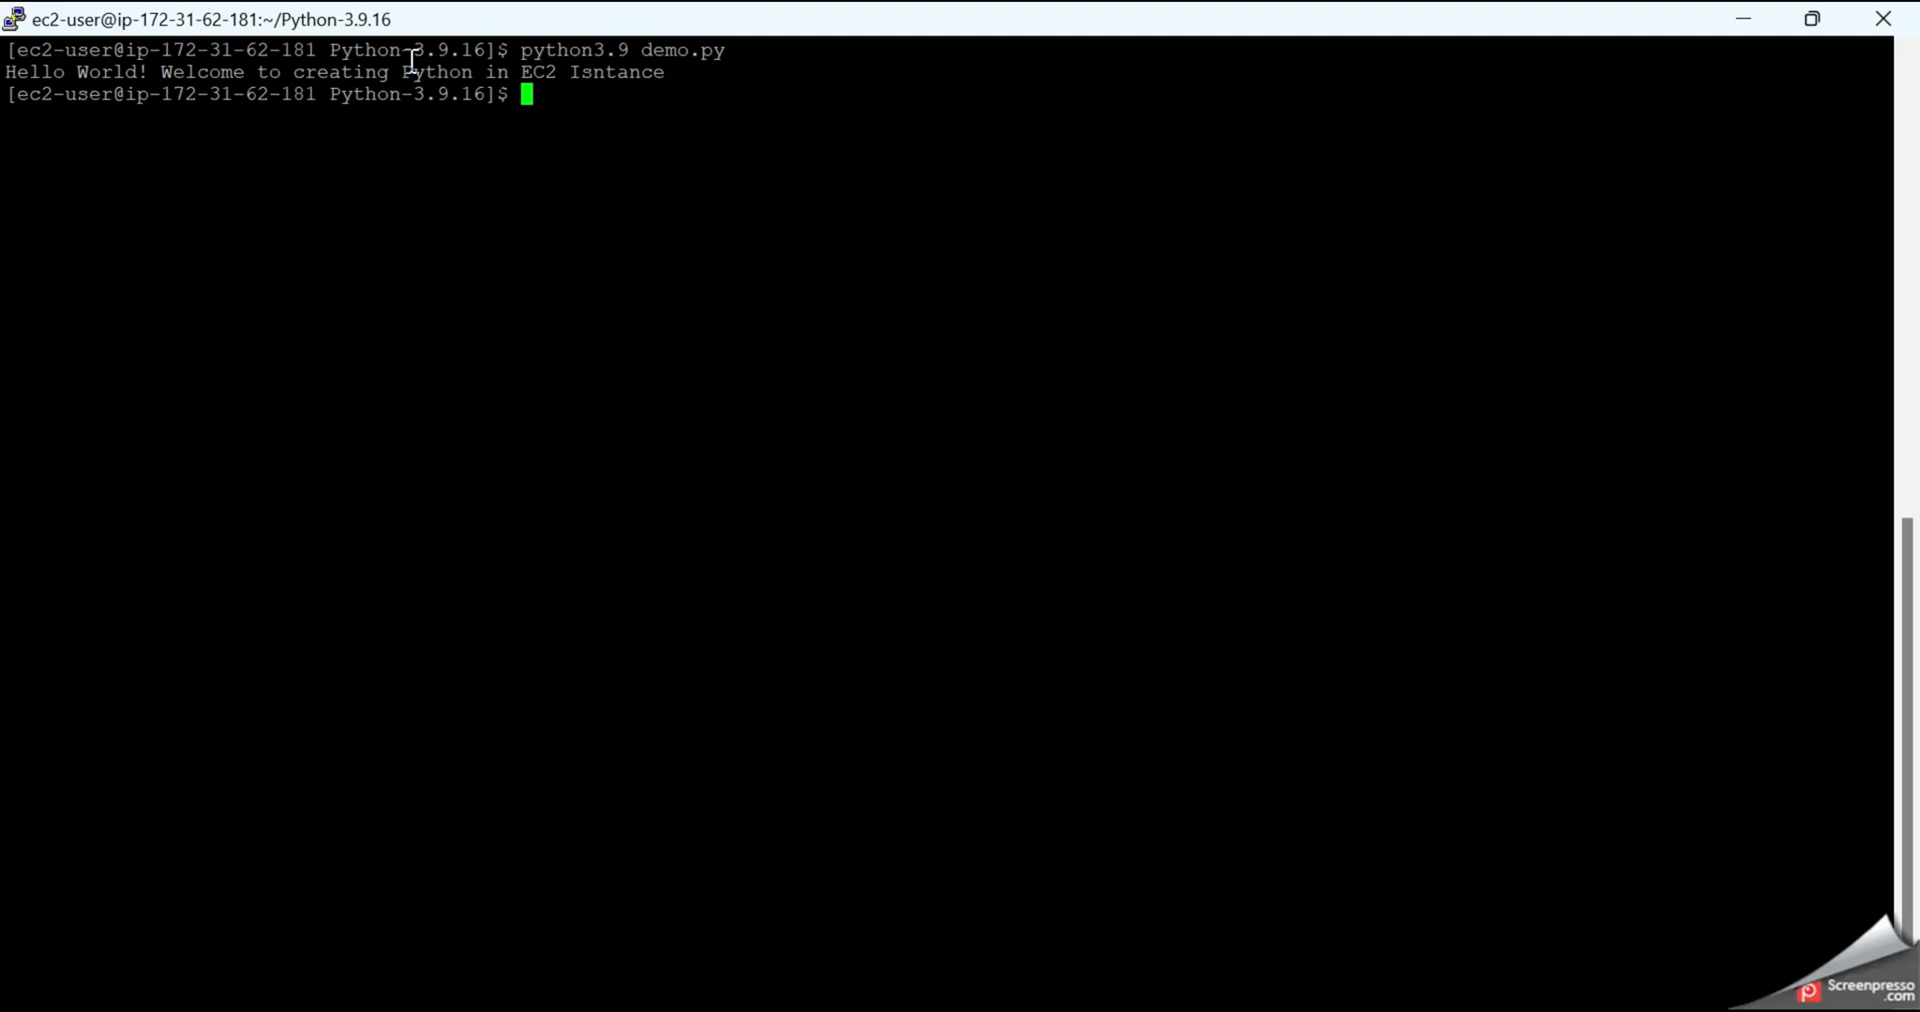 ec2-user@ip-172-31-62-181:~/Python-3.9.16
[ec2-user@ip-172-31-62-181 Python-3.9.16]$ python3.9 demo.py
Hello World! Welcome to creating Python in EC2 Isntance
[ec2-user@ip-172-31-62-181 Python-3.9.16]$
Screenpresso
.com